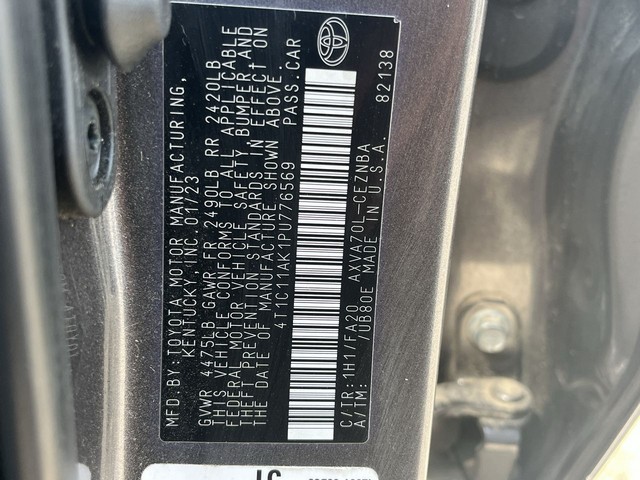 MFD.BY:TOYOTA MOTOR MANUFACTURING,
KENTUCKY,INC. 01/23
GVWR 4475LB GAWR FR 2490LB RR 2420LB
THIS VEHICLE CONFORMS TO ALL APPLICABLE
FEDERAL MOTOR VEHICLE SAFETY, BUMPER AND
THEFT PREVENTION STANDARDS IN EFFECT ON
THE DATE OF MANUFACTURE SHOWN ABOVE.
4T1C11AK1PU776569 PASS.CAR
C/TR:1H1/FA20 AXVA70L-CEZNBA
A/TM: /UB80E MADE IN U.S.A. 82138